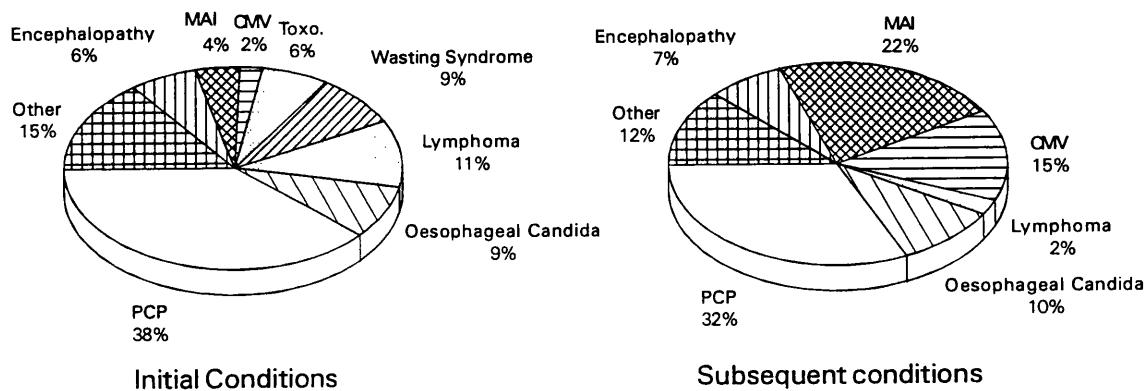 MAI
4%
CMV
2%
Toxo.
6%
Encephalopathy
6%
Wasting Syndrome
9%
Other
15%
Lymphoma
11%
Oesophageal Candida
9%
PCP
38%
Initial Conditions
MAI
22%
Encephalopathy
7%
Other
12%
CMV
15%
Lymphoma
2%
Oesophageal Candida
10%
PCP
32%
Subsequent conditions